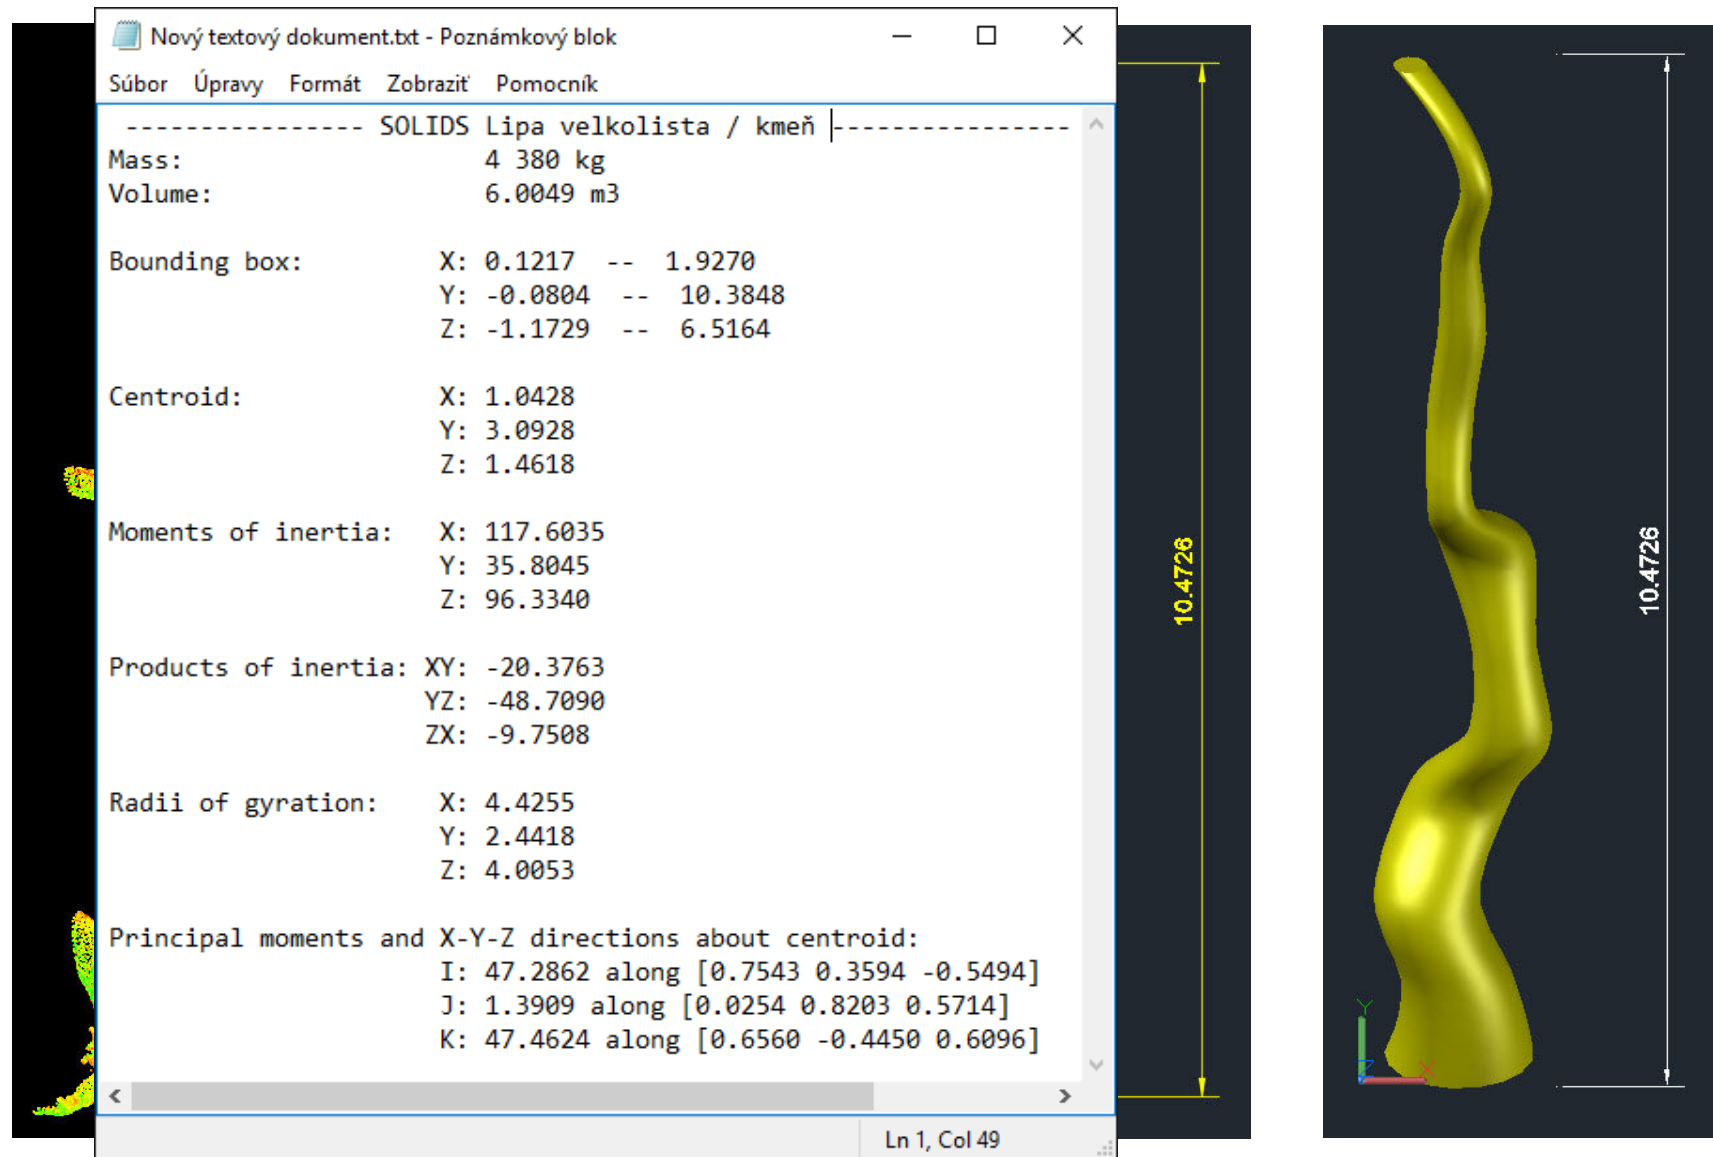 Nový textový dokument.txt - Poznámkový blok
Súbor Úpravy Formát Zobraziť Pomocník
---------------- SOLIDS Lipa velkolista / kmeň ----------------
Mass: 4 380 kg
Volume: 6.0049 m3
Bounding box: X: 0.1217 -- 1.9270
Y: -0.0804 -- 10.3848
Z: -1.1729 -- 6.5164
Centroid: X: 1.0428
Y: 3.0928
Z: 1.4618
Moments of inertia: X: 117.6035
Y: 35.8045
Z: 96.3340
Products of inertia: XY: -20.3763
YZ: -48.7090
ZX: -9.7508
Radii of gyration: X: 4.4255
Y: 2.4418
Z: 4.0053
Principal moments and X-Y-Z directions about centroid:
I: 47.2862 along [0.7543 0.3594 -0.5494]
J: 1.3909 along [0.0254 0.8203 0.5714]
K: 47.4624 along [0.6560 -0.4450 0.6096]
Ln 1, Col 49
10.4726
10.4726
Y
Z
X